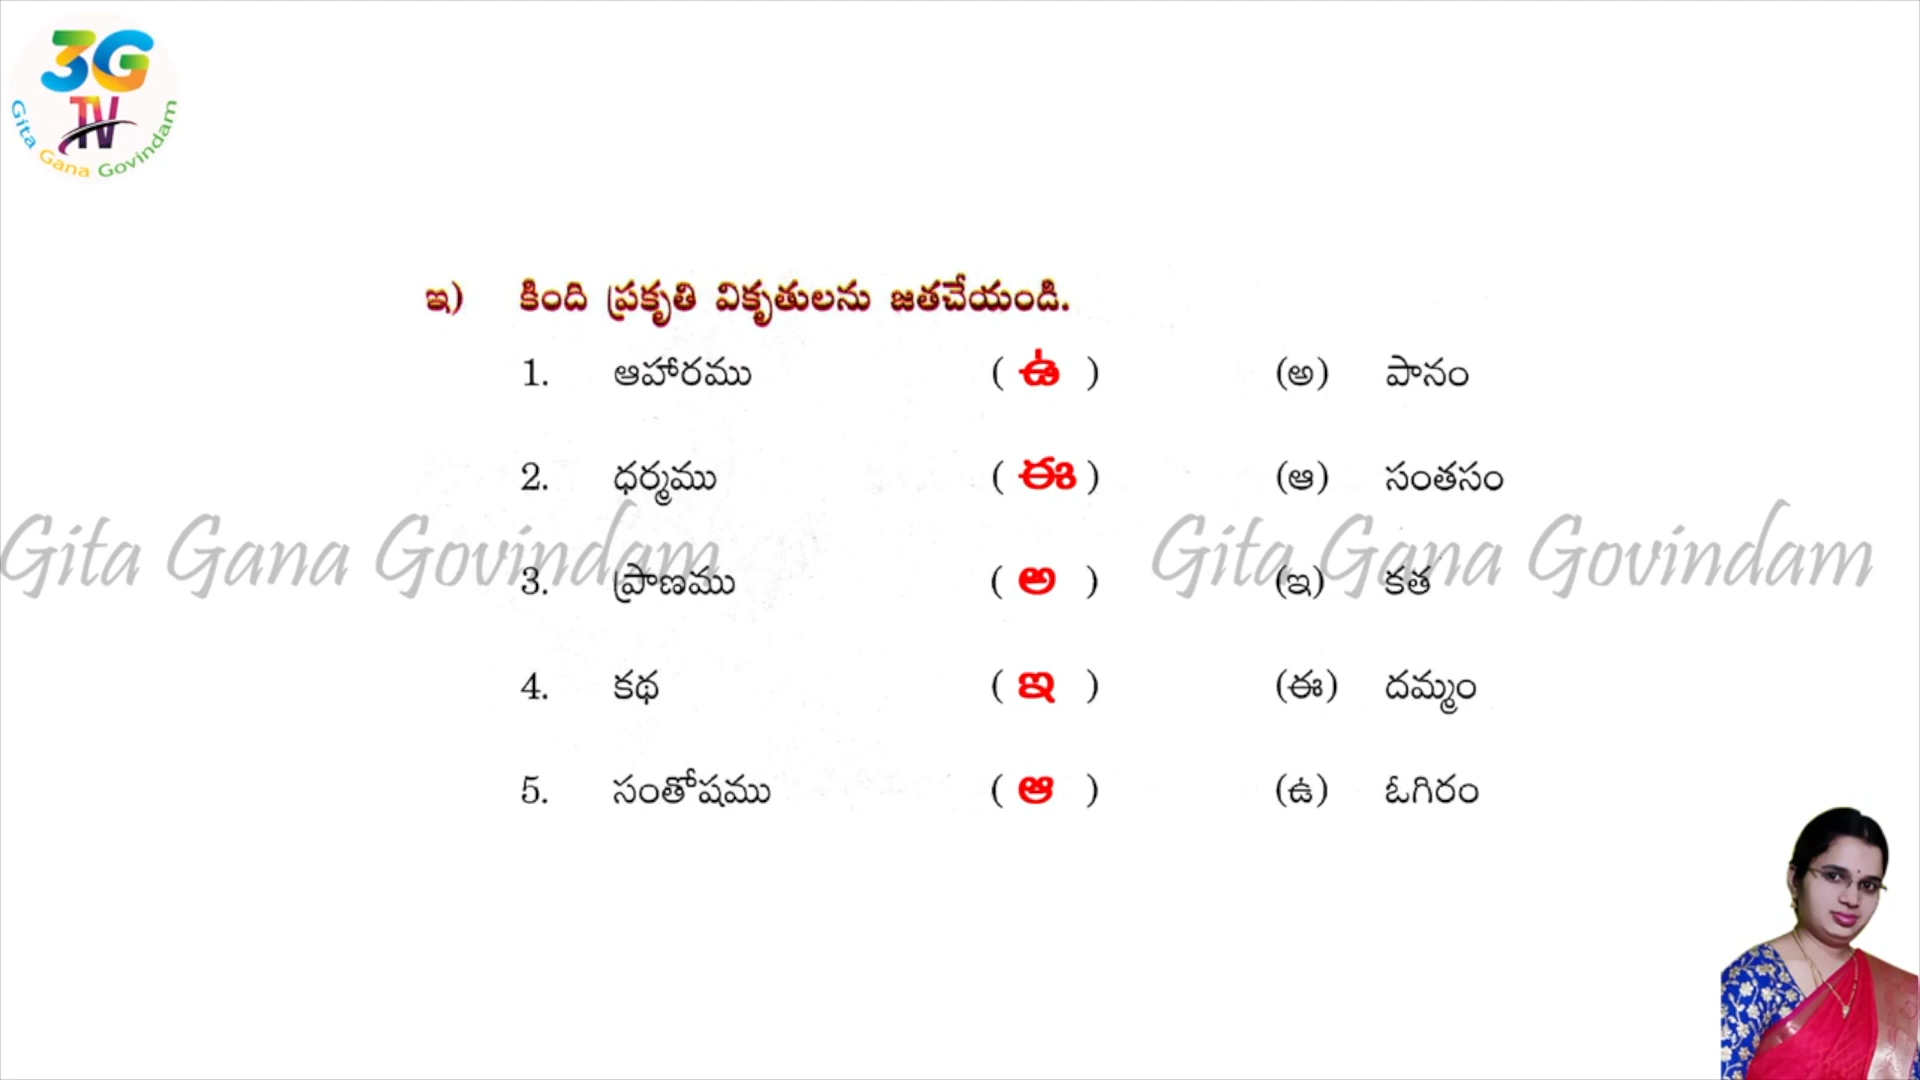 3G
TV
Gita Gana Govindam
ఇ) కింది ప్రకృతి వికృతులను జతచేయండి.
1. ఆహారము ( ఉ ) (అ) పానం
2. ధర్మము ( ఈ ) (ఆ) సంతసం
Gita Gana Govindam Gita Gana Govindam
3. ప్రాణము ( అ ) (ఇ) కత
4. కథ ( ఇ ) (ఈ) దమ్మం
5. సంతోషము ( ఆ ) (ఉ) ఓగిరం